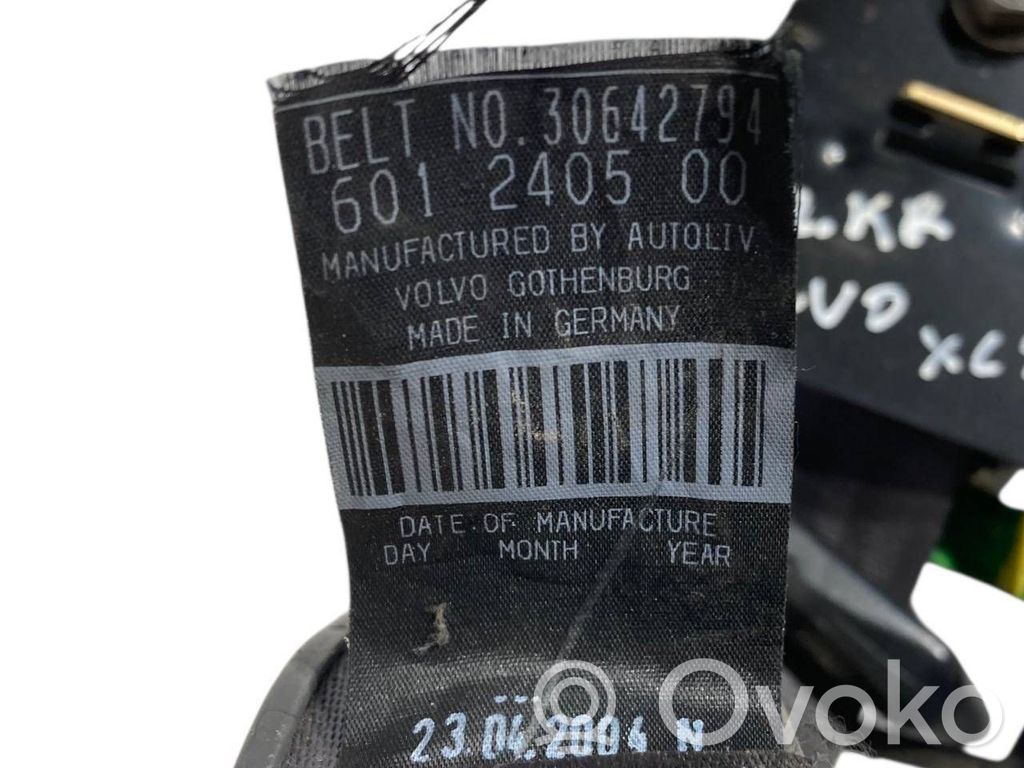 BELT NO. 30642794
601 2405 00
MANUFACTURED BY AUTOLIV
VOLVO GOTHENBURG
MADE IN GERMANY
DATE OF MANUFACTURE
DAY MONTH YEAR
23.04.2004 N
Ovoko